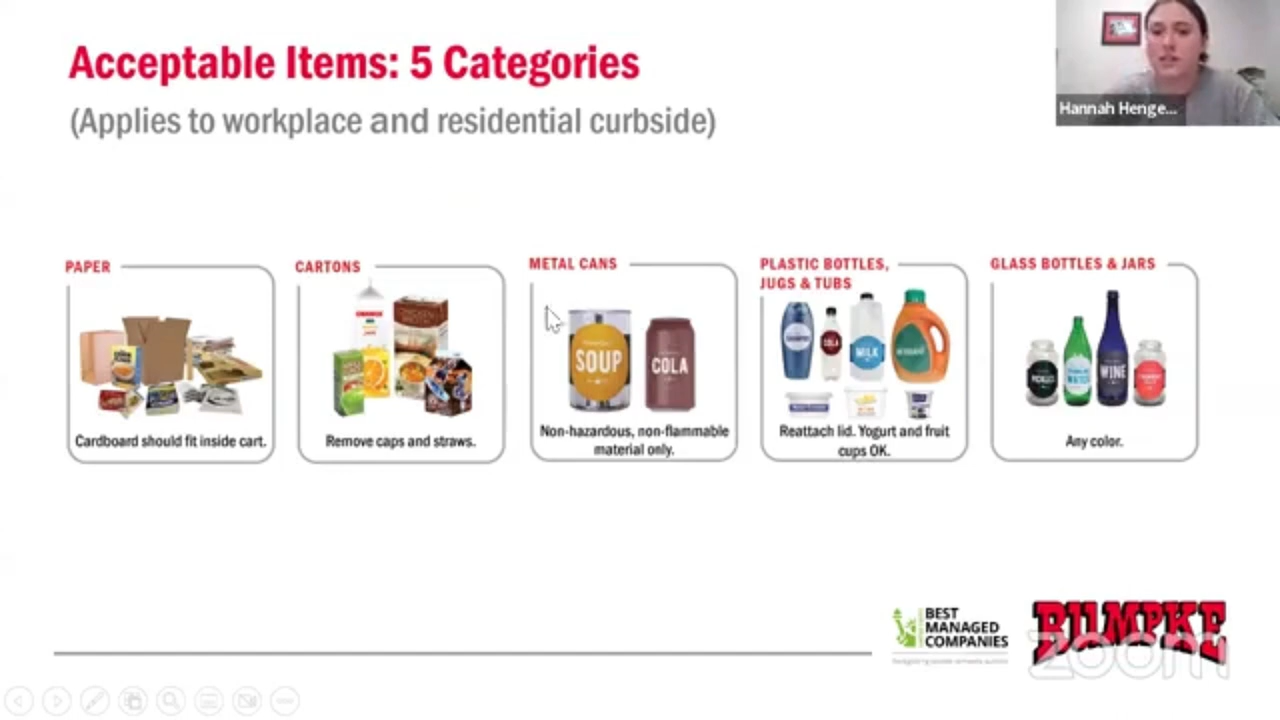 Acceptable Items: 5 Categories
(Applies to workplace and residential curbside)
Hannah Henge...
PAPER
Cardboard should fit inside cart.
CARTONS
Remove caps and straws.
METAL CANS
SOUP
COLA
Non-hazardous, non-flammable
material only.
PLASTIC BOTTLES,
JUGS & TUBS
COLA
MILK
Reattach lid. Yogurt and fruit
cups OK.
GLASS BOTTLES & JARS
WATER
WINE
Any color.
BEST
MANAGED
COMPANIES
RUMPKE
zoom